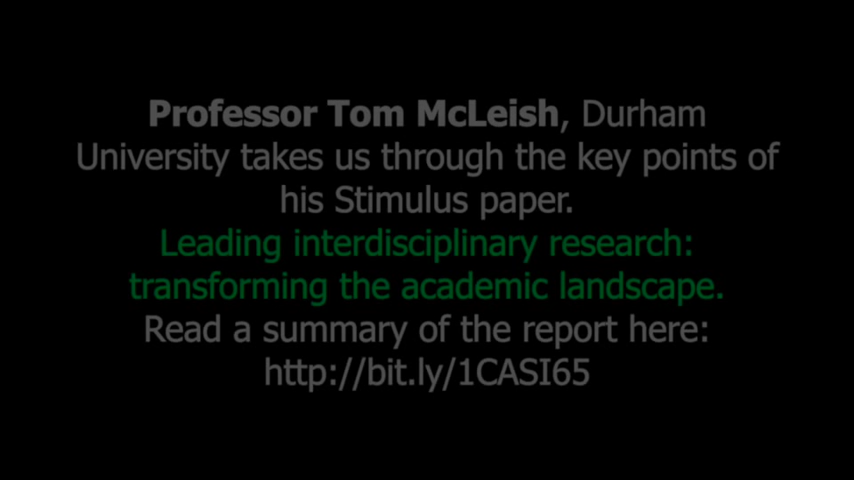 Professor Tom McLeish, Durham
University takes us through the key points of
his Stimulus paper.
Leading interdisciplinary research:
transforming the academic landscape.
Read a summary of the report here:
http://bit.ly/1CASI65